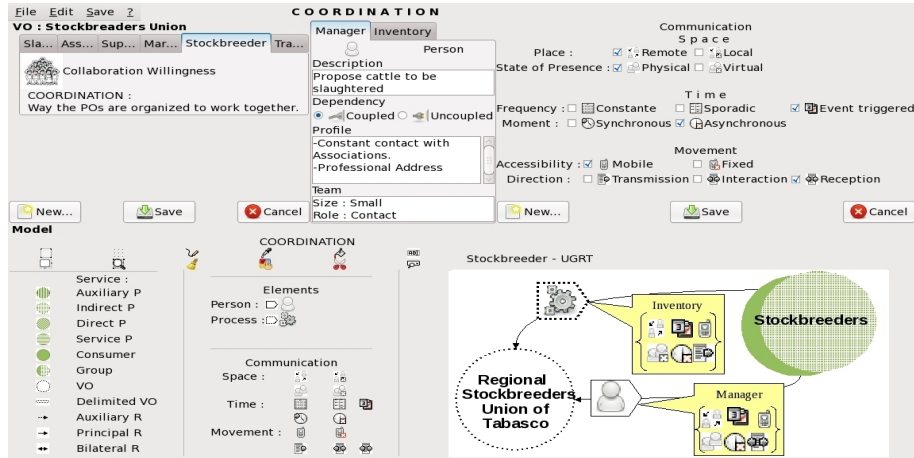 File Edit Save ?
COORDINATION
VO : Stockbreeders Union
Sla... Ass... Sup... Mar... Stockbreeder Tra...
Collaboration Willingness
COORDINATION :
Way the POs are organized to work together.
New... Save Cancel
Manager Inventory
Person
Description
Propose cattle to be
slaughtered
Dependency
Coupled Uncoupled
Profile
-Constant contact with
Associations.
-Professional Address
Team
Size : Small
Role : Contact
Communication
Space
Place : Remote Local
State of Presence : Physical Virtual
Time
Frequency : Constante Sporadic Event triggered
Moment : Synchronous Asynchronous
Movement
Accessibility : Mobile Fixed
Direction : Transmission Interaction Reception
New... Save Cancel
Model
Service :
Auxiliary P
Indirect P
Direct P
Service P
Consumer
Group
VO
Delimited VO
Auxiliary R
Principal R
Bilateral R
COORDINATION
Elements
Person :
Process :
Communication
Space :
Time :
Movement :
Stockbreeder - UGRT
Inventory
Stockbreeders
Regional
Stockbreeders
Union of
Tabasco
Manager